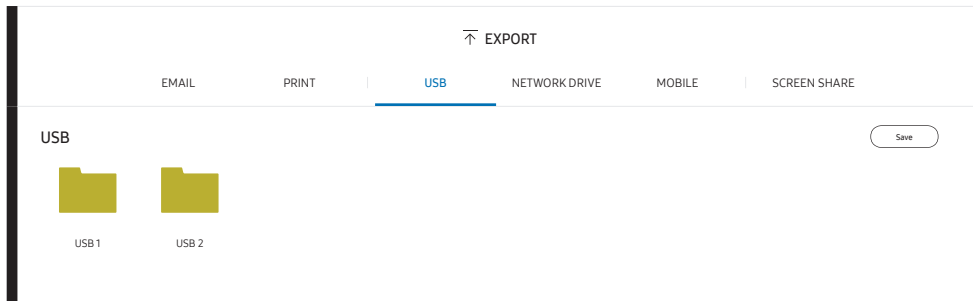 EXPORT
EMAIL PRINT USB NETWORK DRIVE MOBILE SCREEN SHARE
USB Save
USB 1 USB 2